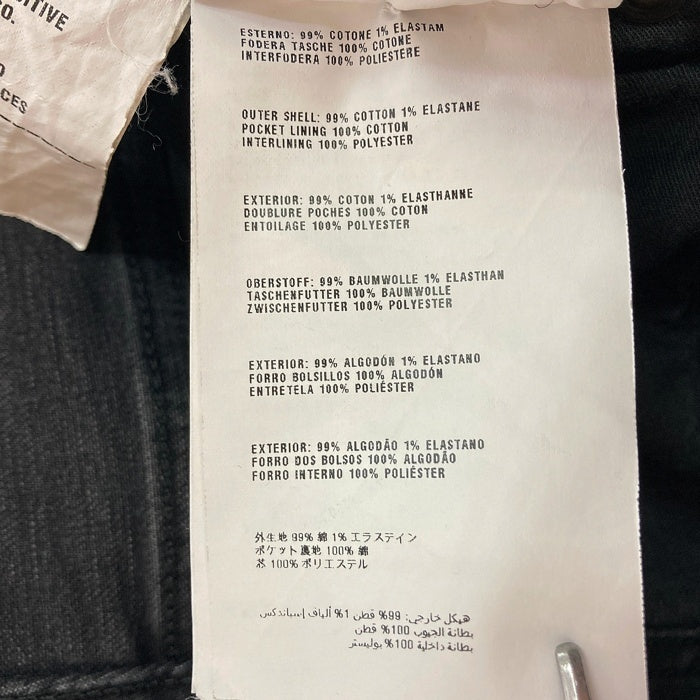 ITIVE
O.
O
CES
ESTERNO: 99% COTONE 1% ELASTAM
FODERA TASCHE 100% COTONE
INTERFODERA 100% POLIESTERE
OUTER SHELL: 99% COTTON 1% ELASTANE
POCKET LINING 100% COTTON
INTERLINING 100% POLYESTER
EXTERIOR: 99% COTON 1% ELASTHANNE
DOUBLURE POCHES 100% COTON
ENTOILAGE 100% POLYESTER
OBERSTOFF: 99% BAUMWOLLE 1% ELASTHAN
TASCHENFUTTER 100% BAUMWOLLE
ZWISCHENFUTTER 100% POLYESTER
EXTERIOR: 99% ALGODÓN 1% ELASTANO
FORRO BOLSILLOS 100% ALGODÓN
ENTRETELA 100% POLIÉSTER
EXTERIOR: 99% ALGODÃO 1% ELASTANO
FORRO DOS BOLSOS 100% ALGODÃO
FORRO INTERNO 100% POLIÉSTER
外生地 99% 綿 1% エラステイン
ポケット裏地 100% 綿
芯 100% ポリエステル
هيكل خارجي: 99% قطن 1% ألياف إسباندكس
بطانة الجيوب 100% قطن
بطانة داخلية 100% بوليستر